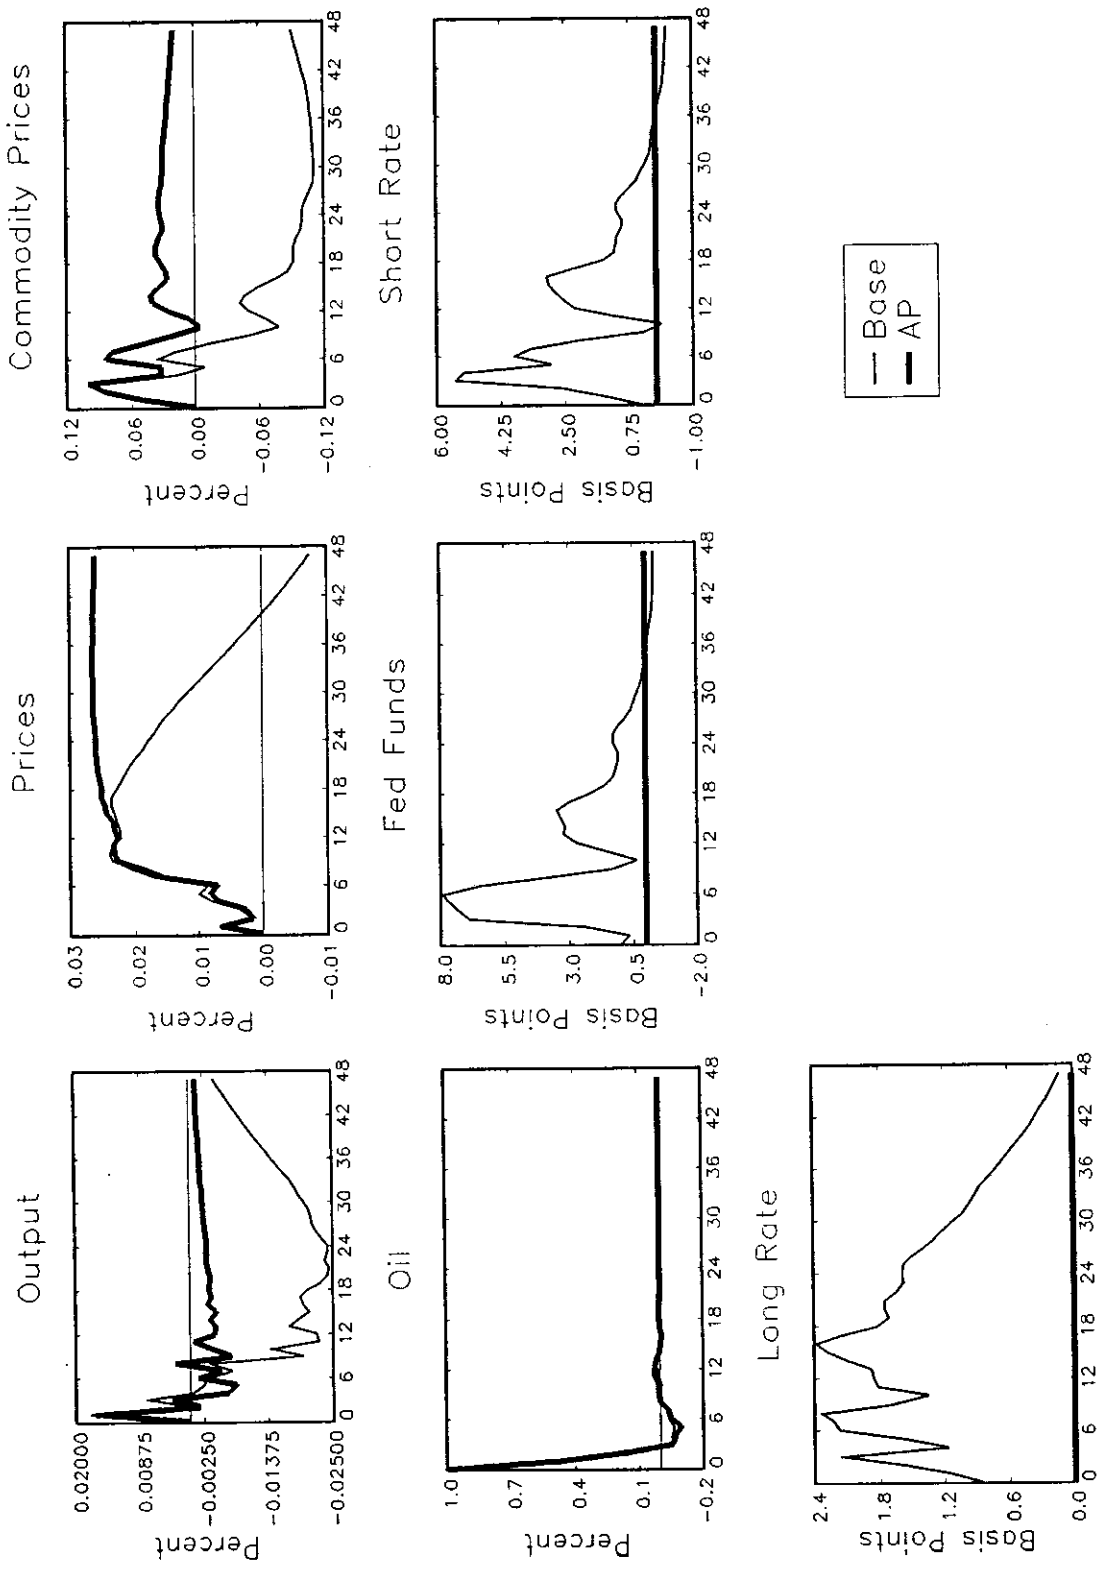 Output
Percent
0.02000
0.00875
-0.00250
-0.01375
-0.02500
0 6 12 18 24 30 36 42 48
Prices
Percent
0.03
0.02
0.01
0.00
-0.01
0 6 12 18 24 30 36 42 48
Commodity Prices
Percent
0.12
0.06
0.00
-0.06
-0.12
0 6 12 18 24 30 36 42 48
Oil
Percent
1.0
0.7
0.4
0.1
-0.2
0 6 12 18 24 30 36 42 48
Fed Funds
Basis Points
8.0
5.5
3.0
0.5
-2.0
0 6 12 18 24 30 36 42 48
Short Rate
Basis Points
6.00
4.25
2.50
0.75
-1.00
0 6 12 18 24 30 36 42 48
Long Rate
Basis Points
2.4
1.8
1.2
0.6
0.0
0 6 12 18 24 30 36 42 48
Base
AP